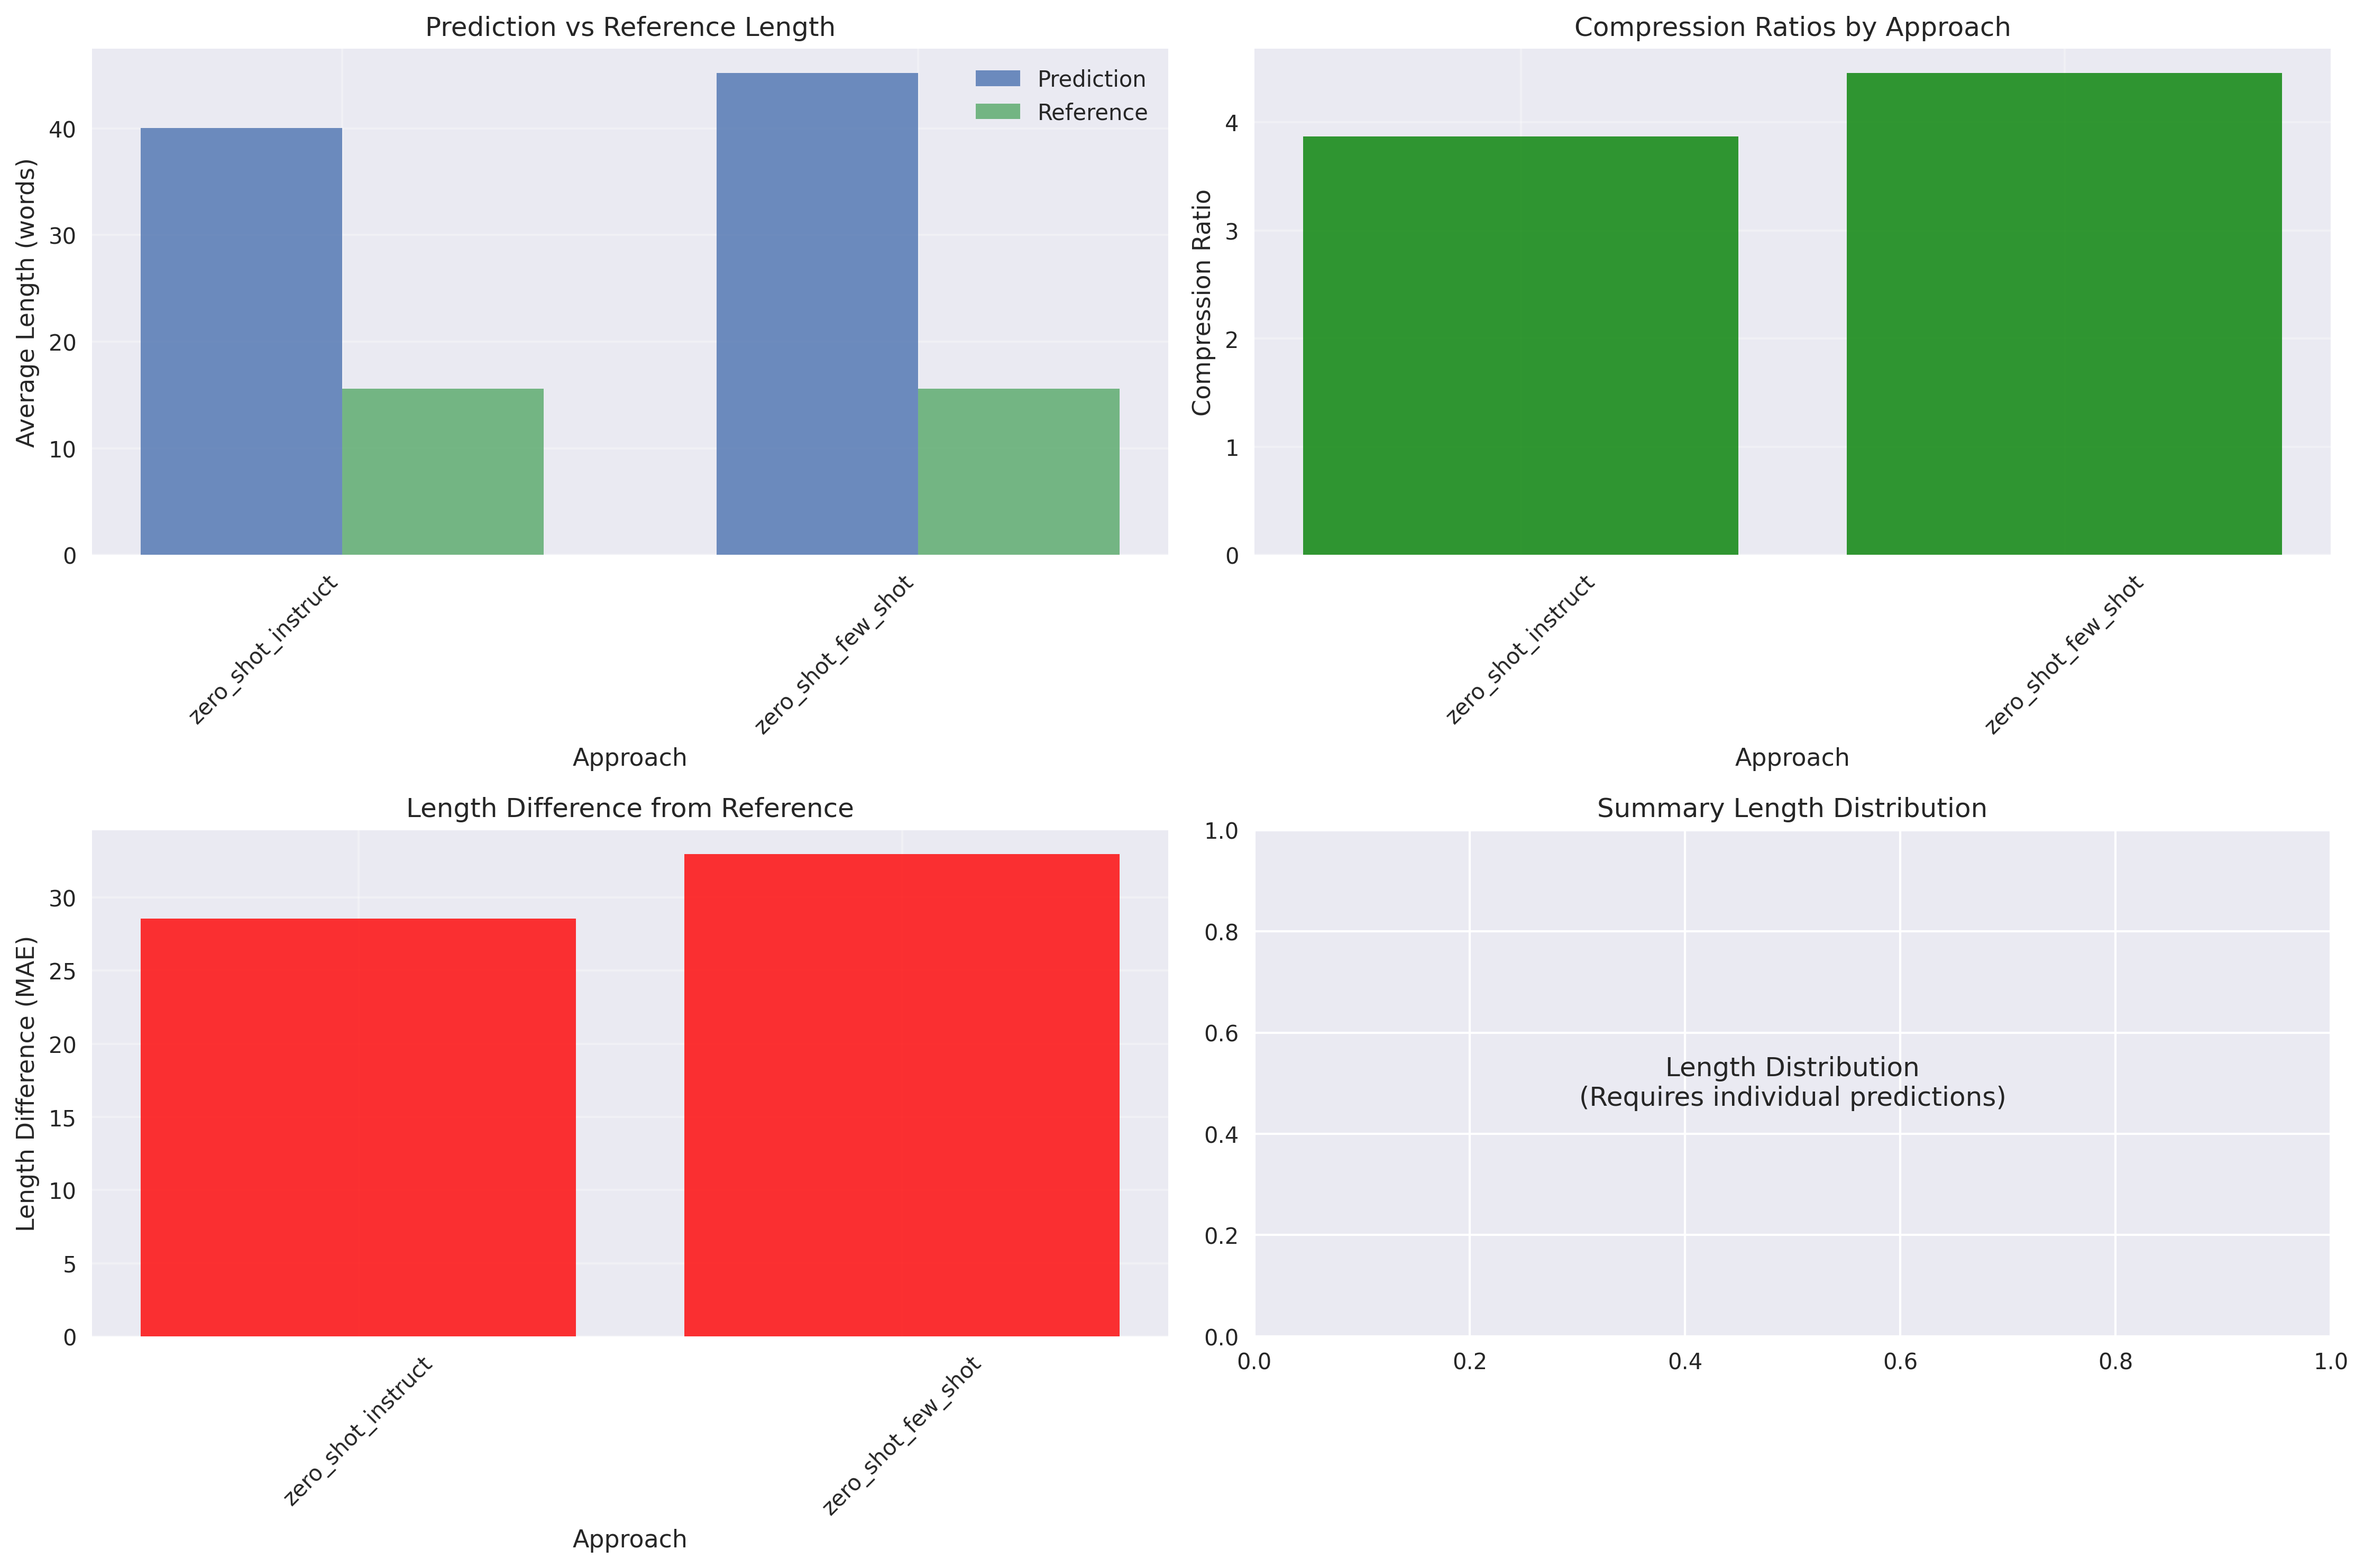 Prediction vs Reference Length
Prediction
Reference
Average Length (words)
40
30
20
10
0
zero_shot_instruct
zero_shot_few_shot
Approach
Compression Ratios by Approach
Compression Ratio
4
3
2
1
0
zero_shot_instruct
zero_shot_few_shot
Approach
Length Difference from Reference
Length Difference (MAE)
30
25
20
15
10
5
0
zero_shot_instruct
zero_shot_few_shot
Approach
Summary Length Distribution
1.0
0.8
0.6
0.4
0.2
0.0
Length Distribution
(Requires individual predictions)
0.0 0.2 0.4 0.6 0.8 1.0